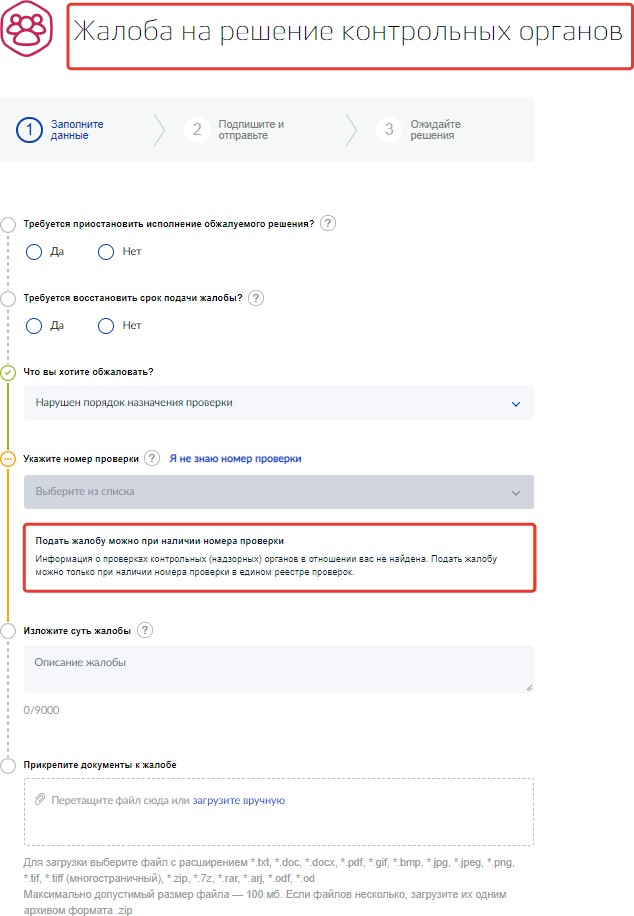 Жалоба на решение контрольных органов
1 Заполните данные
2 Подпишите и отправьте
3 Ожидайте решения
Требуется приостановить исполнение обжалуемого решения? ?
Да Нет
Требуется восстановить срок подачи жалобы? ?
Да Нет
Что вы хотите обжаловать?
Нарушен порядок назначения проверки
Укажите номер проверки ? Я не знаю номер проверки
Выберите из списка
Подать жалобу можно при наличии номера проверки
Информация о проверках контрольных (надзорных) органов в отношении вас не найдена. Подать жалобу
можно только при наличии номера проверки в едином реестре проверок.
Изложите суть жалобы ?
Описание жалобы
0/9000
Прикрепите документы к жалобе
Перетащите файл сюда или загрузите вручную
Для загрузки выберите файл с расширением *.txt, *.doc, *.docx, *.pdf, *.gif, *.bmp, *.jpg, *.jpeg, *.png,
*.tif, *.tiff (многостраничный), *.zip, *.7z, *.rar, *.arj, *.odf, *.od
Максимально допустимый размер файла — 100 мб. Если файлов несколько, загрузите их одним
архивом формата .zip